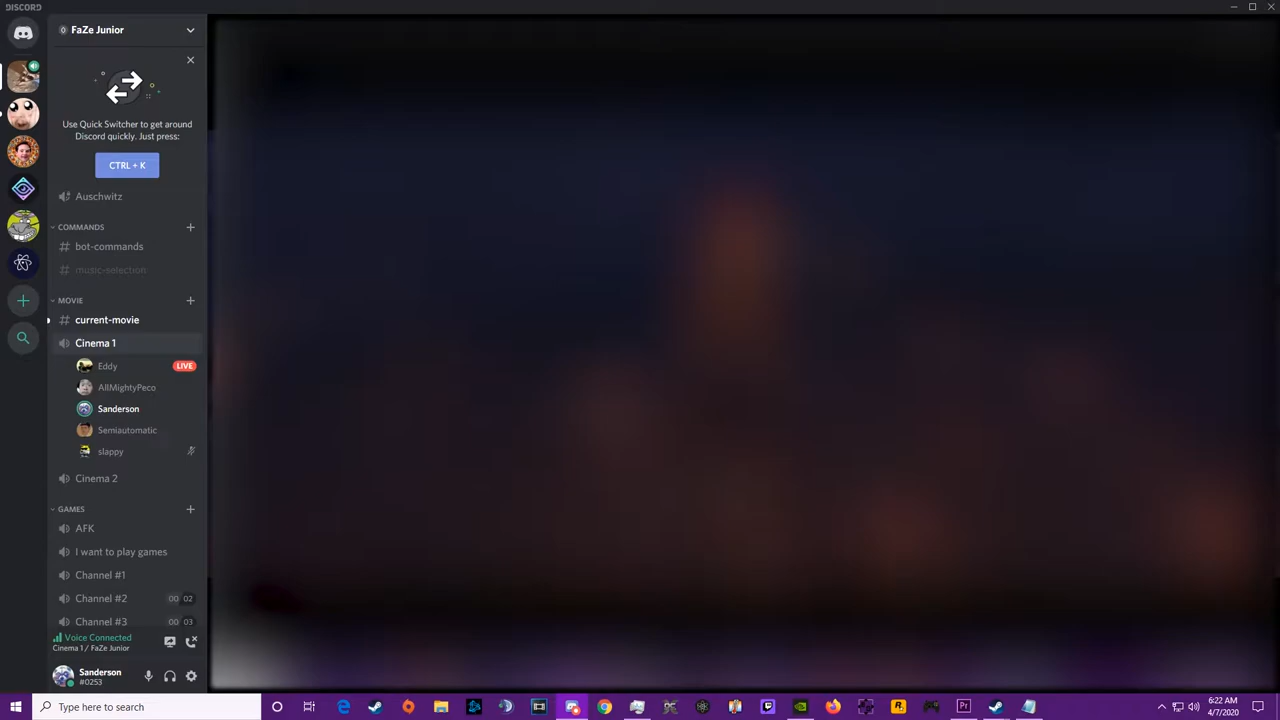 DISCORD
FaZe Junior
Use Quick Switcher to get around
Discord quickly. Just press:
CTRL + K
Auschwitz
COMMANDS
# bot-commands
# music-selection
MOVIE
# current-movie
Cinema 1
Eddy LIVE
AllMightyPeco
Sanderson
Semiautomatic
slappy
Cinema 2
GAMES
AFK
I want to play games
Channel #1
Channel #2 00 02
Channel #3 00 03
Voice Connected
Cinema 1 / FaZe Junior
Sanderson
#0253
Type here to search
6:22 AM
4/7/2020